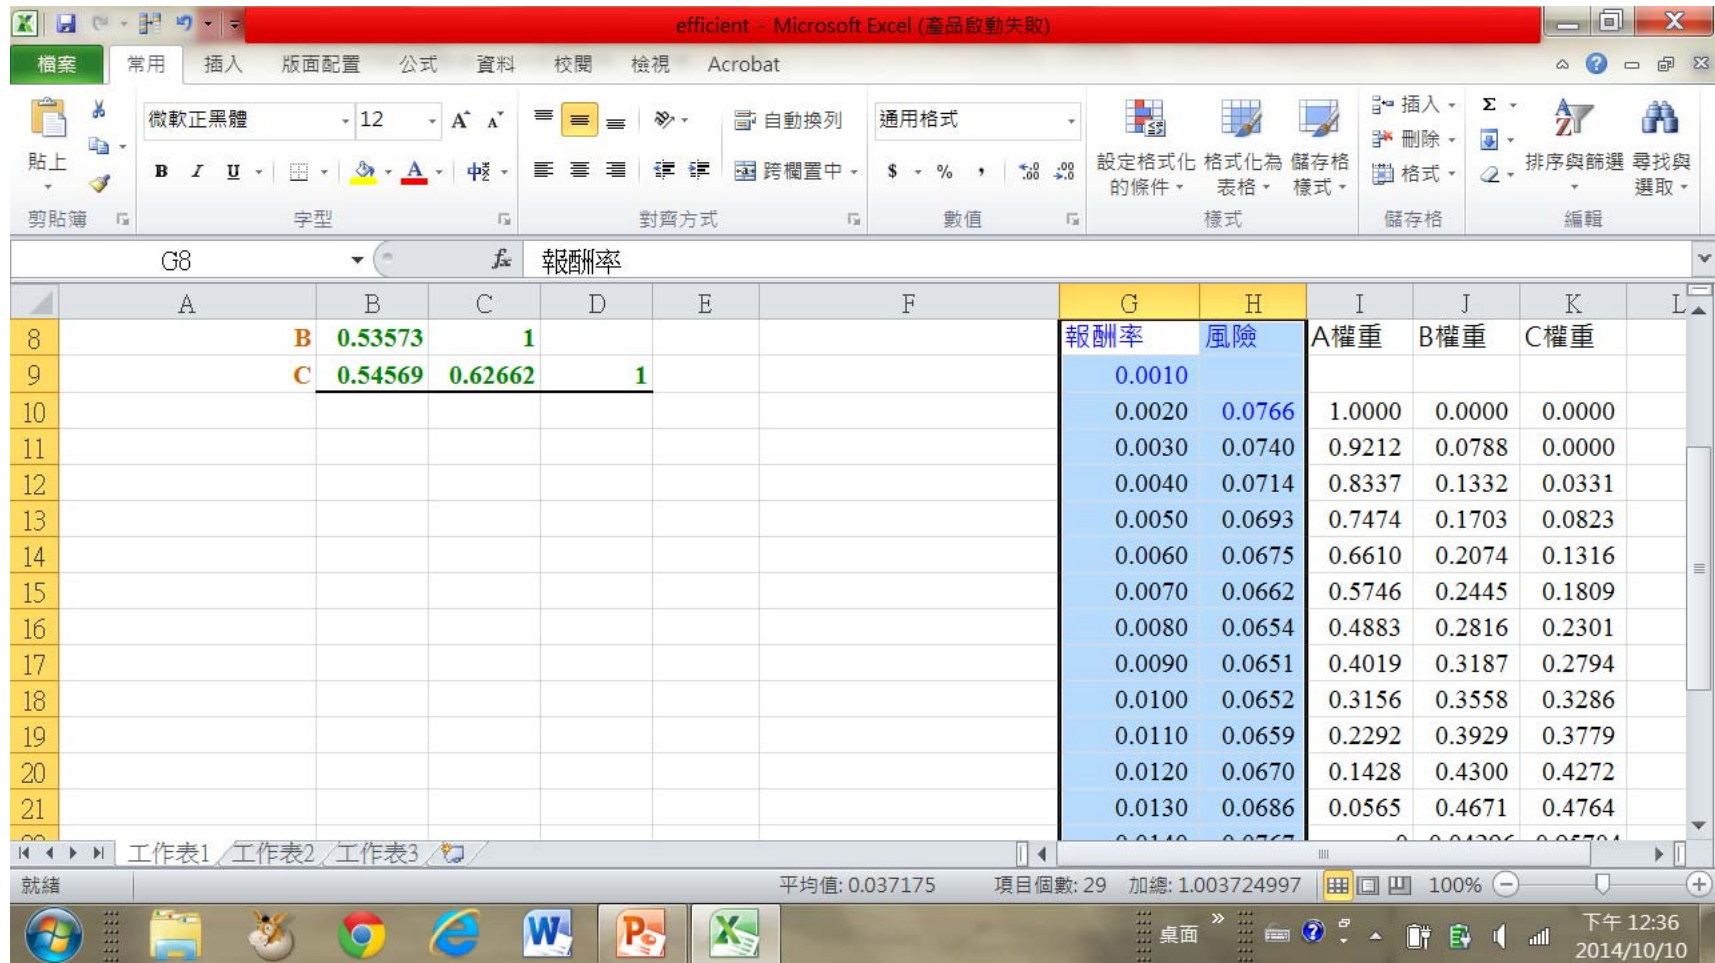 efficient - Microsoft Excel (產品啟動失敗)
檔案 常用 插入 版面配置 公式 資料 校閱 檢視 Acrobat
貼上
剪貼簿
微軟正黑體 12
B I U
字型
自動換列
跨欄置中
對齊方式
通用格式
$ % ,
數值
設定格式化的條件
格式化為表格
儲存格樣式
樣式
插入
刪除
格式
儲存格
Σ
排序與篩選
尋找與選取
編輯
G8 fx 報酬率
A B C D E F G H I J K L
8 B 0.53573 1 報酬率 風險 A權重 B權重 C權重
9 C 0.54569 0.62662 1 0.0010
10 0.0020 0.0766 1.0000 0.0000 0.0000
11 0.0030 0.0740 0.9212 0.0788 0.0000
12 0.0040 0.0714 0.8337 0.1332 0.0331
13 0.0050 0.0693 0.7474 0.1703 0.0823
14 0.0060 0.0675 0.6610 0.2074 0.1316
15 0.0070 0.0662 0.5746 0.2445 0.1809
16 0.0080 0.0654 0.4883 0.2816 0.2301
17 0.0090 0.0651 0.4019 0.3187 0.2794
18 0.0100 0.0652 0.3156 0.3558 0.3286
19 0.0110 0.0659 0.2292 0.3929 0.3779
20 0.0120 0.0670 0.1428 0.4300 0.4272
21 0.0130 0.0686 0.0565 0.4671 0.4764
工作表1 工作表2 工作表3
就緒 平均值: 0.037175 項目個數: 29 加總: 1.003724997 100%
桌面 下午 12:36
2014/10/10